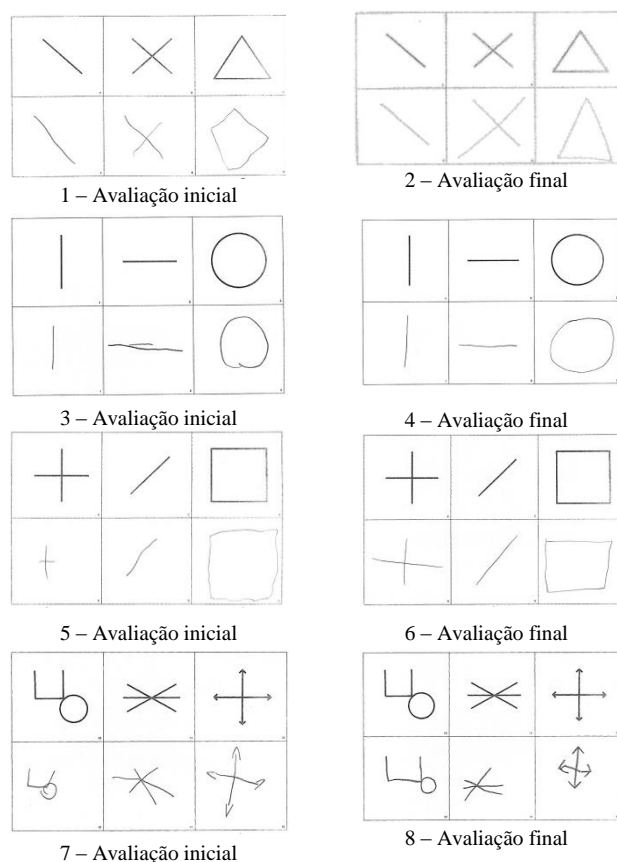 1 – Avaliação inicial
2 – Avaliação final
3 – Avaliação inicial
4 – Avaliação final
5 – Avaliação inicial
6 – Avaliação final
7 – Avaliação inicial
8 – Avaliação final